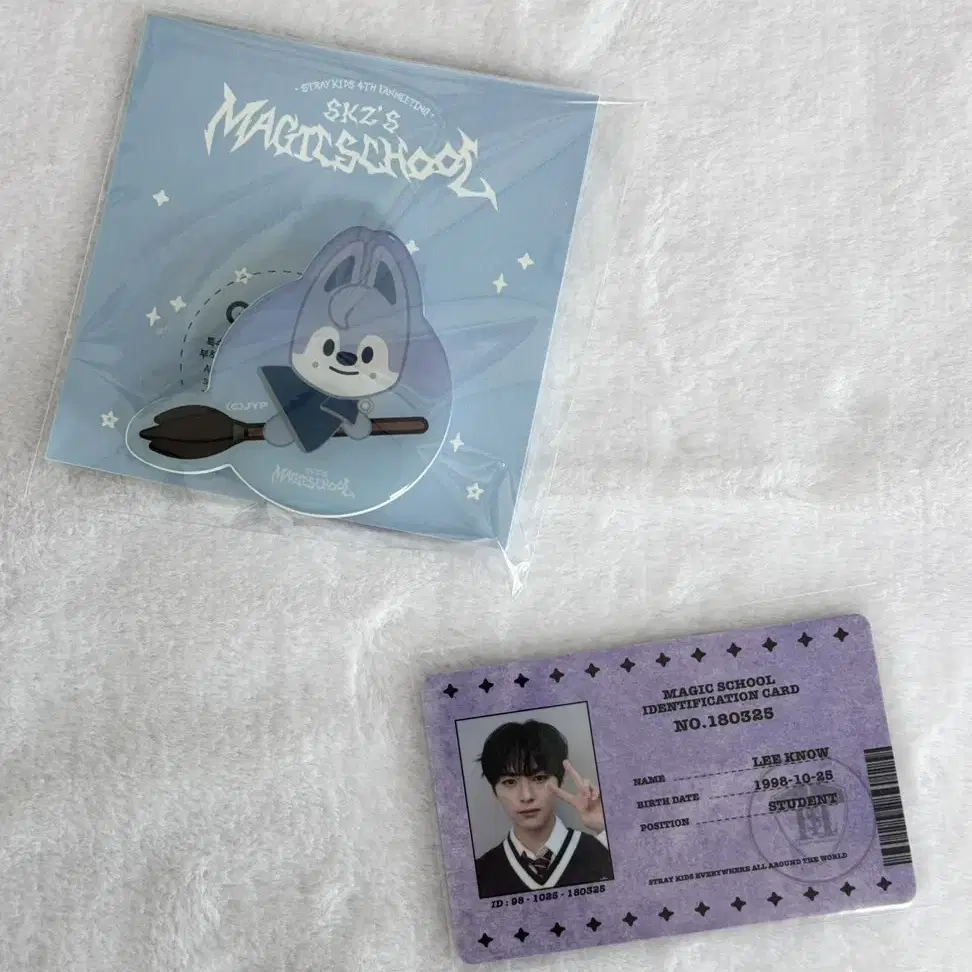 - STRAY KIDS 4TH FANMEETING -
SKZ'S
MAGIC SCHOOL
(C)JYP
SKZ'S
MAGIC SCHOOL
MAGIC SCHOOL
IDENTIFICATION CARD
NO.180325
NAME LEE KNOW
BIRTH DATE 1998-10-25
POSITION STUDENT
STRAY KIDS EVERYWHERE ALL AROUND THE WORLD
ID : 98 - 1025 - 180325